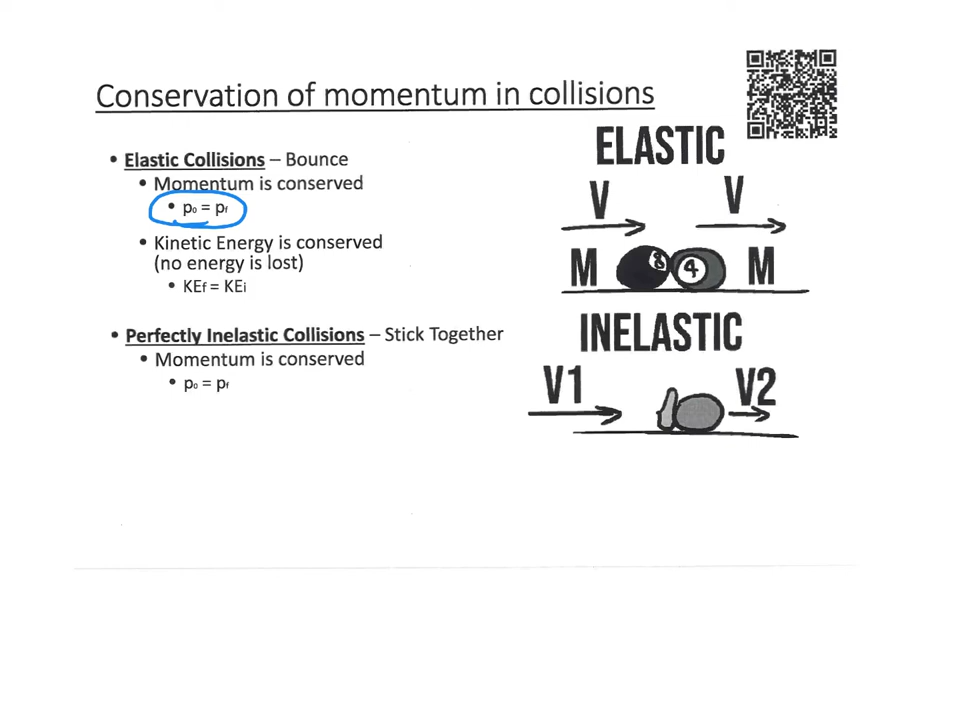 Conservation of momentum in collisions
• Elastic Collisions – Bounce
• Momentum is conserved
• p₀ = pf
• Kinetic Energy is conserved
(no energy is lost)
• KEf = KEi
• Perfectly Inelastic Collisions – Stick Together
• Momentum is conserved
• p₀ = pf
ELASTIC
V V
M 8 4 M
INELASTIC
V1 V2